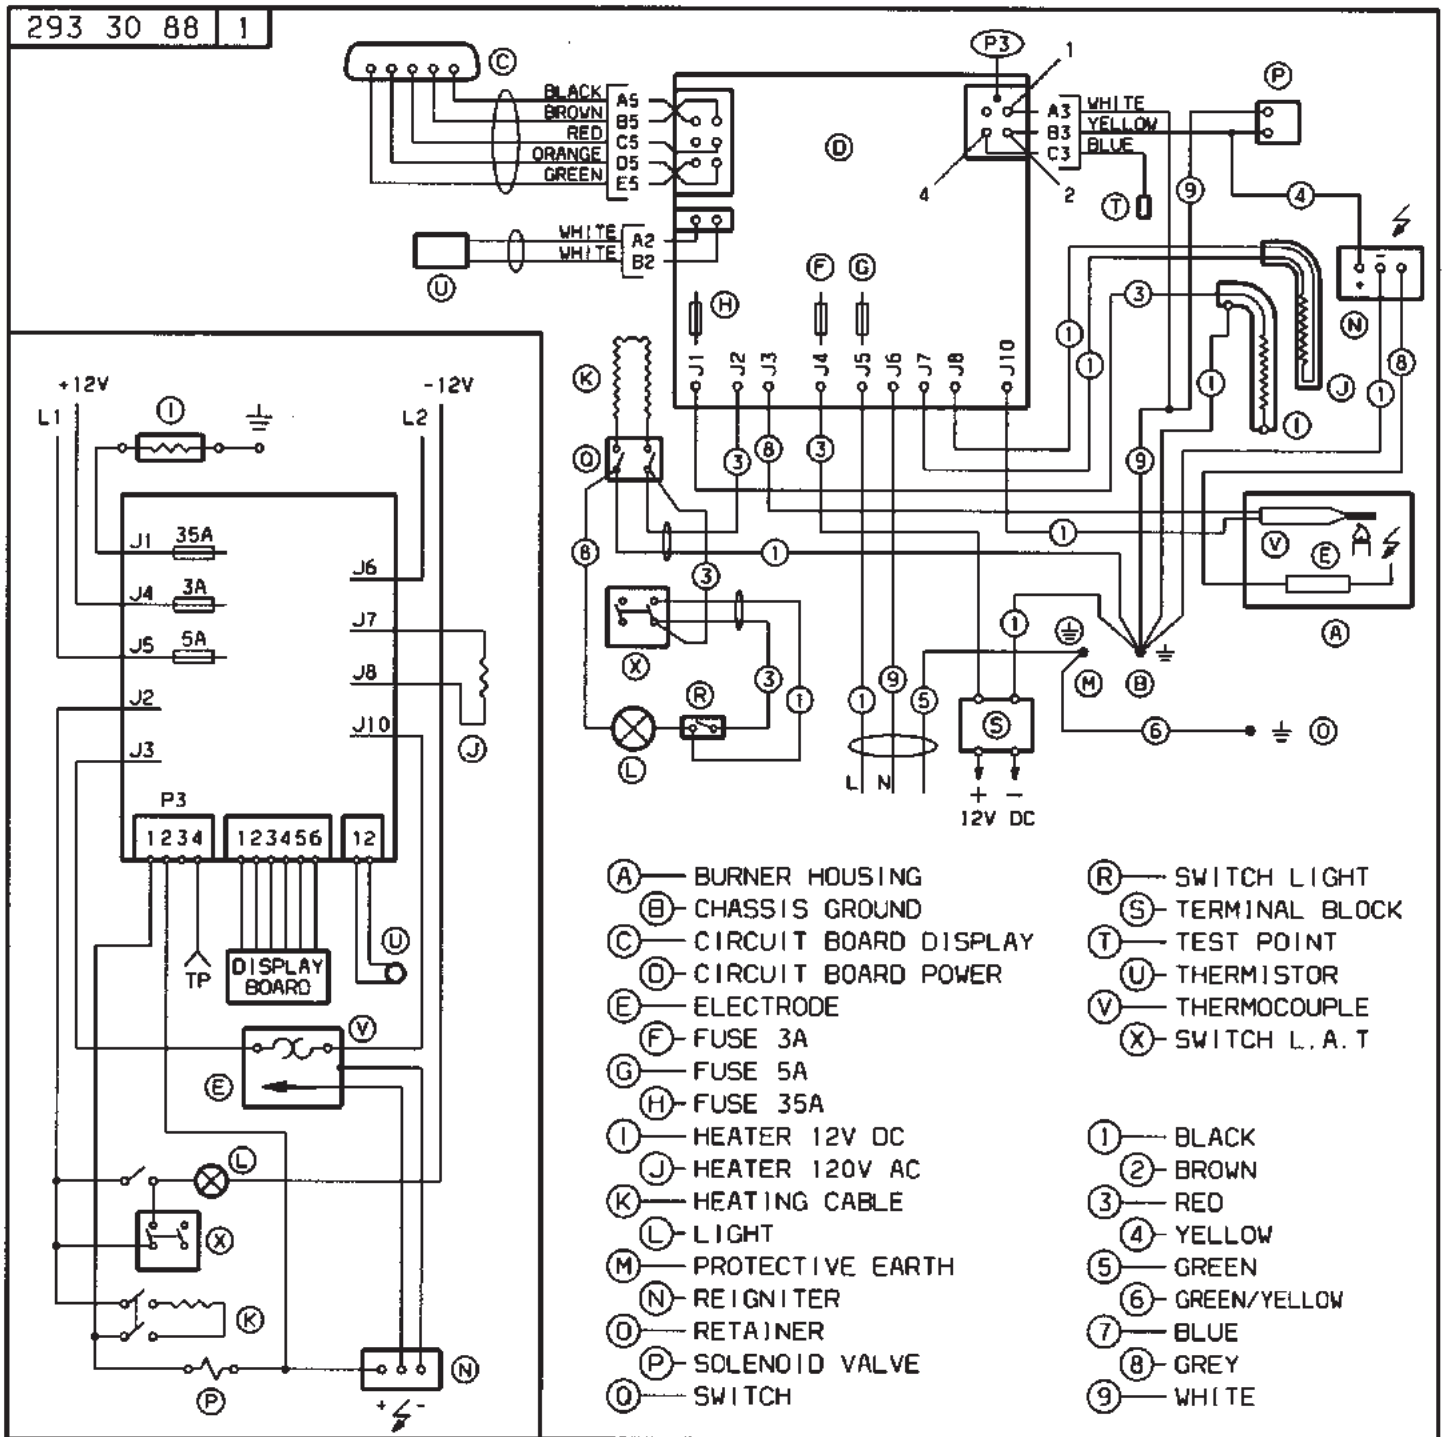 293 30 88 1
P3
1
C
P
BLACK
A5
BROWN
B5
RED
C5
ORANGE
D5
GREEN
E5
D
A3 WHITE
B3 YELLOW
C3 BLUE
4
2
T
9
4
WHITE
A2
WHITE
B2
U
F
G
H
3
+
-
N
K
J1
J2
J3
J4
J5
J6
J7
J8
J10
1
1
1
J
1
8
I
Q
3
8
3
9
1
V
E
A
8
1
3
1
X
R
3
1
1
9
5
M
B
L
S
6
O
L N
+ -
12V DC
+12V
-12V
L1
I
L2
J1 35A
J4 3A
J5 5A
J2
J3
J6
J7
J8
J10
J
P3
1234
123456
12
TP
DISPLAY
BOARD
U
V
E
L
X
K
P
N
+ -
A BURNER HOUSING
B CHASSIS GROUND
C CIRCUIT BOARD DISPLAY
D CIRCUIT BOARD POWER
E ELECTRODE
F FUSE 3A
G FUSE 5A
H FUSE 35A
I HEATER 12V DC
J HEATER 120V AC
K HEATING CABLE
L LIGHT
M PROTECTIVE EARTH
N REIGNITER
O RETAINER
P SOLENOID VALVE
Q SWITCH
R SWITCH LIGHT
S TERMINAL BLOCK
T TEST POINT
U THERMISTOR
V THERMOCOUPLE
X SWITCH L.A.T
1 BLACK
2 BROWN
3 RED
4 YELLOW
5 GREEN
6 GREEN/YELLOW
7 BLUE
8 GREY
9 WHITE